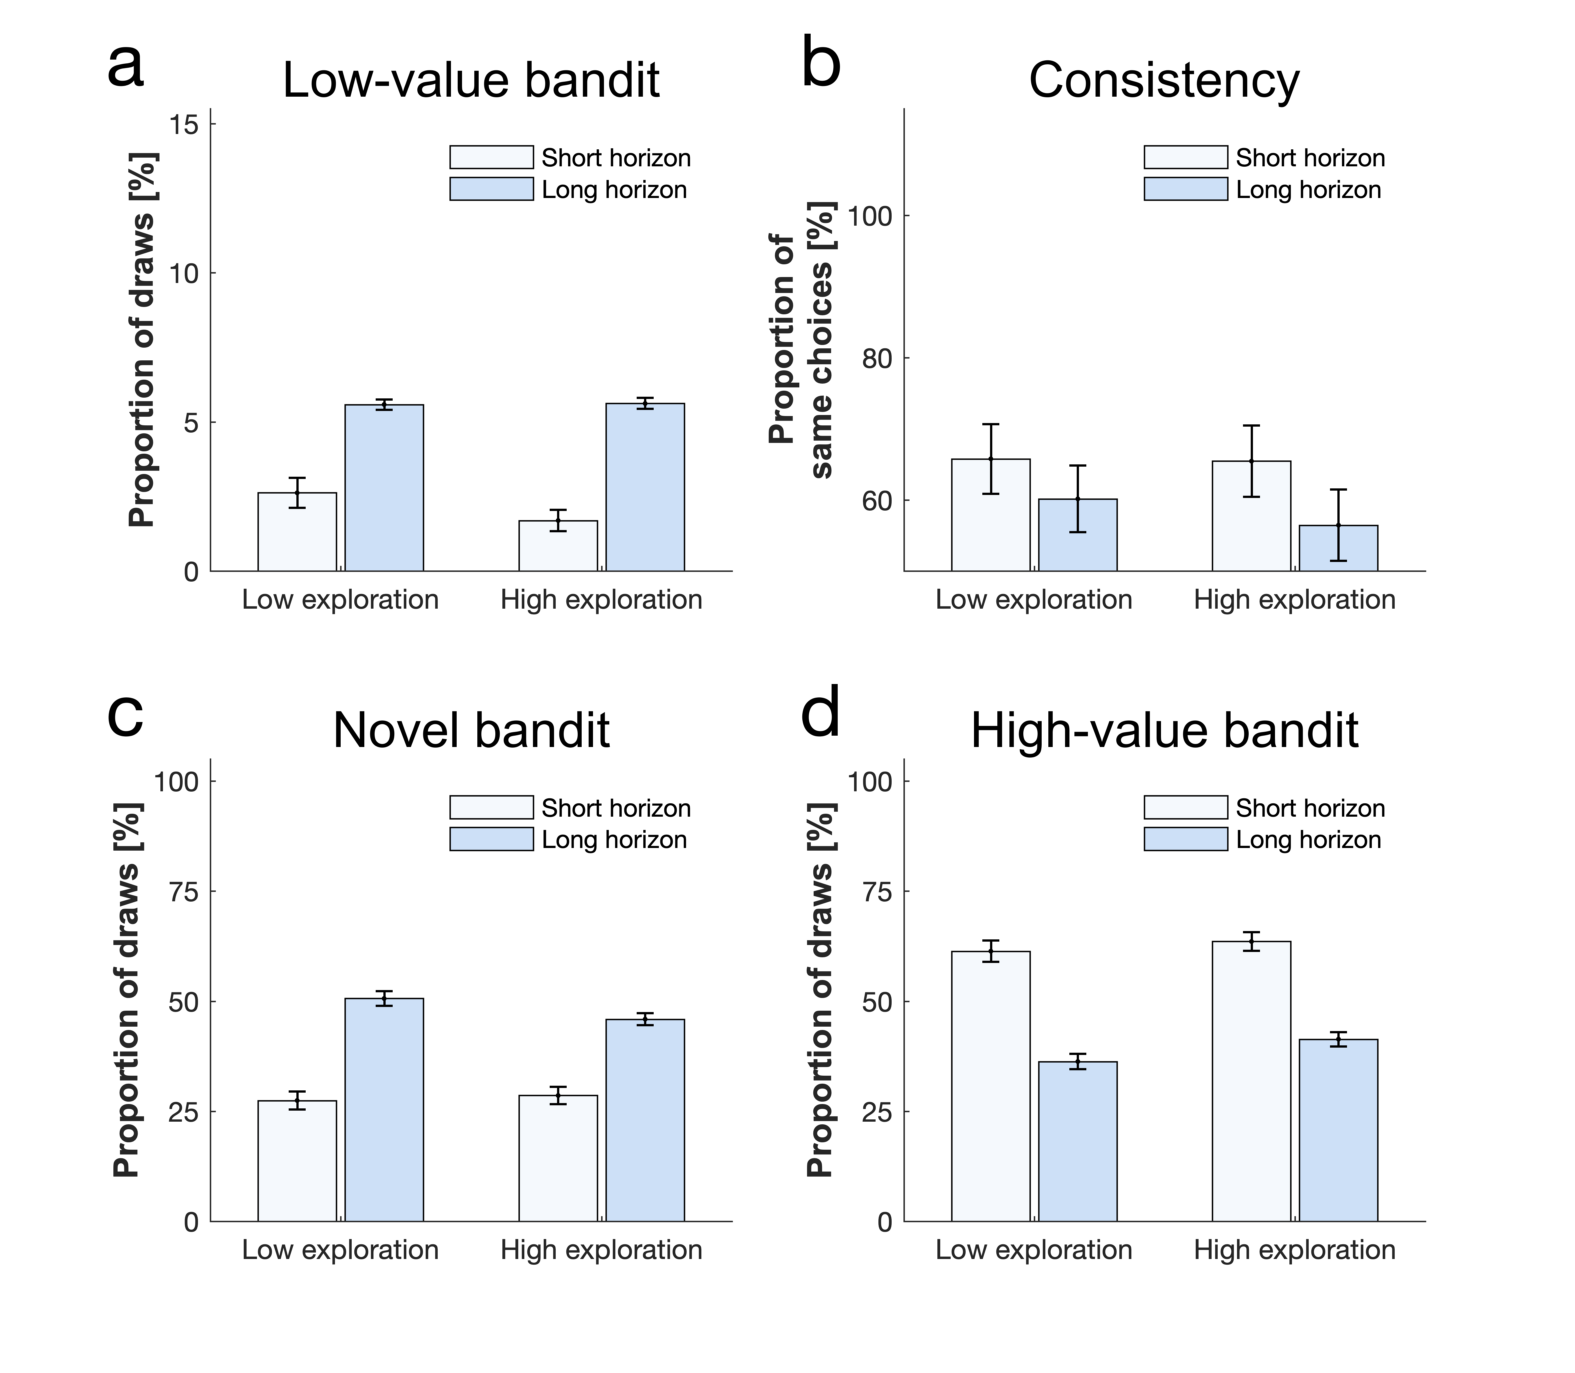 a
Low-value bandit
Proportion of draws [%]
15
10
5
0
Short horizon
Long horizon
Low exploration
High exploration
b
Consistency
Proportion of
same choices [%]
100
80
60
Short horizon
Long horizon
Low exploration
High exploration
c
Novel bandit
Proportion of draws [%]
100
75
50
25
0
Short horizon
Long horizon
Low exploration
High exploration
d
High-value bandit
Proportion of draws [%]
100
75
50
25
0
Short horizon
Long horizon
Low exploration
High exploration